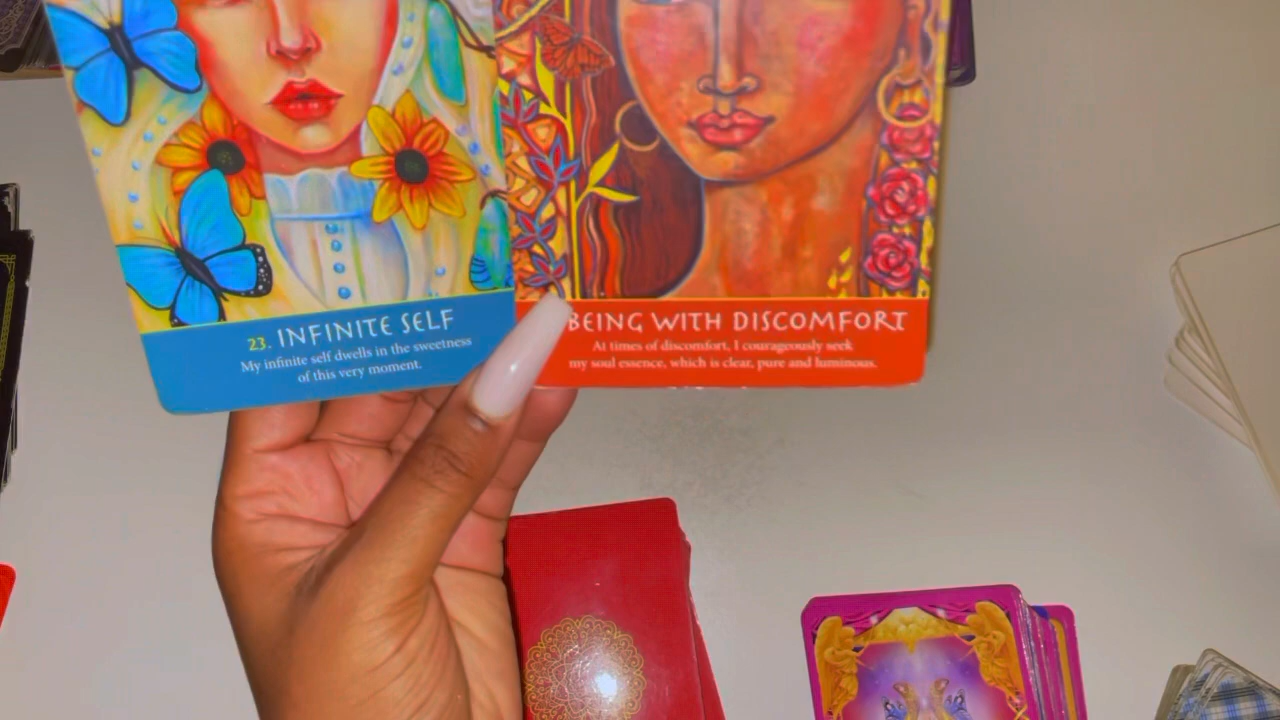 23. INFINITE SELF
My infinite self dwells in the sweetness
of this very moment.
BEING WITH DISCOMFORT
At times of discomfort, I courageously seek
my soul essence, which is clear, pure and luminous.